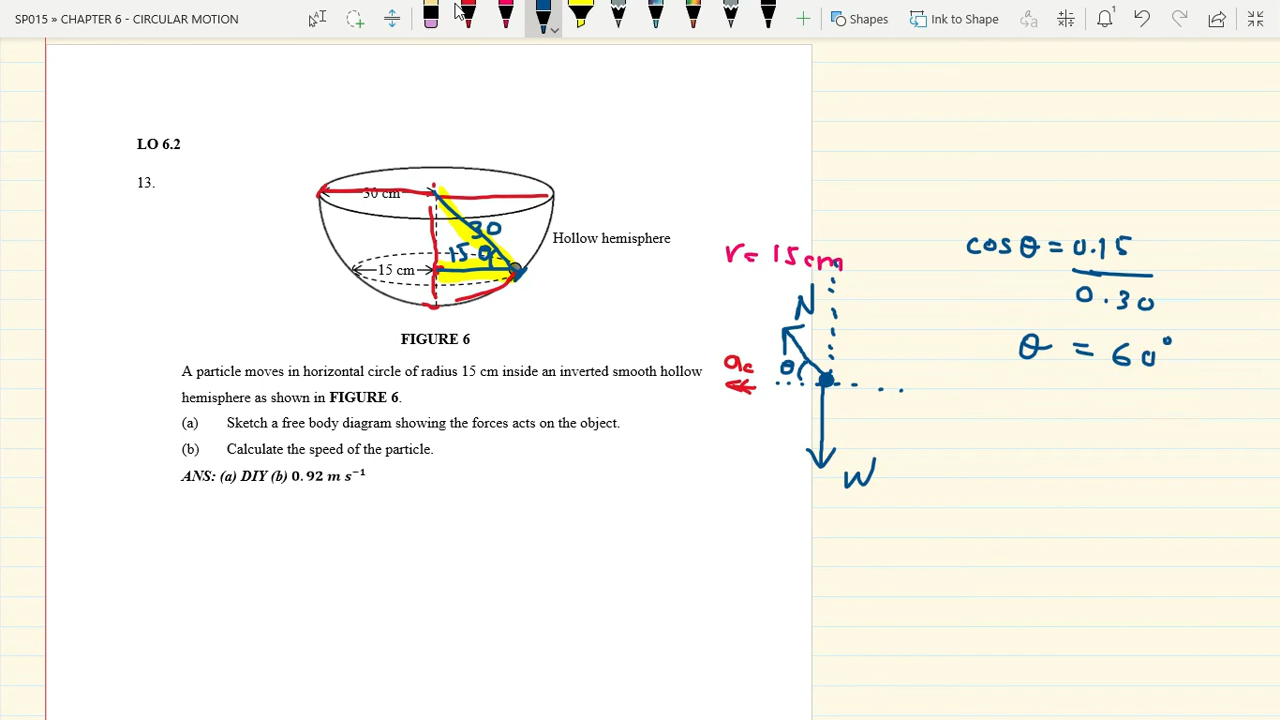 SP015 » CHAPTER 6 - CIRCULAR MOTION
Shapes
Ink to Shape
LO 6.2
13.
30 cm
30
15 θ
15 cm
Hollow hemisphere
FIGURE 6
A particle moves in horizontal circle of radius 15 cm inside an inverted smooth hollow
hemisphere as shown in FIGURE 6.
(a) Sketch a free body diagram showing the forces acts on the object.
(b) Calculate the speed of the particle.
ANS: (a) DIY (b) 0.92 m s⁻¹
r = 15 cm
N
ac
θ
W
cos θ = 0.15
0.30
θ = 60°